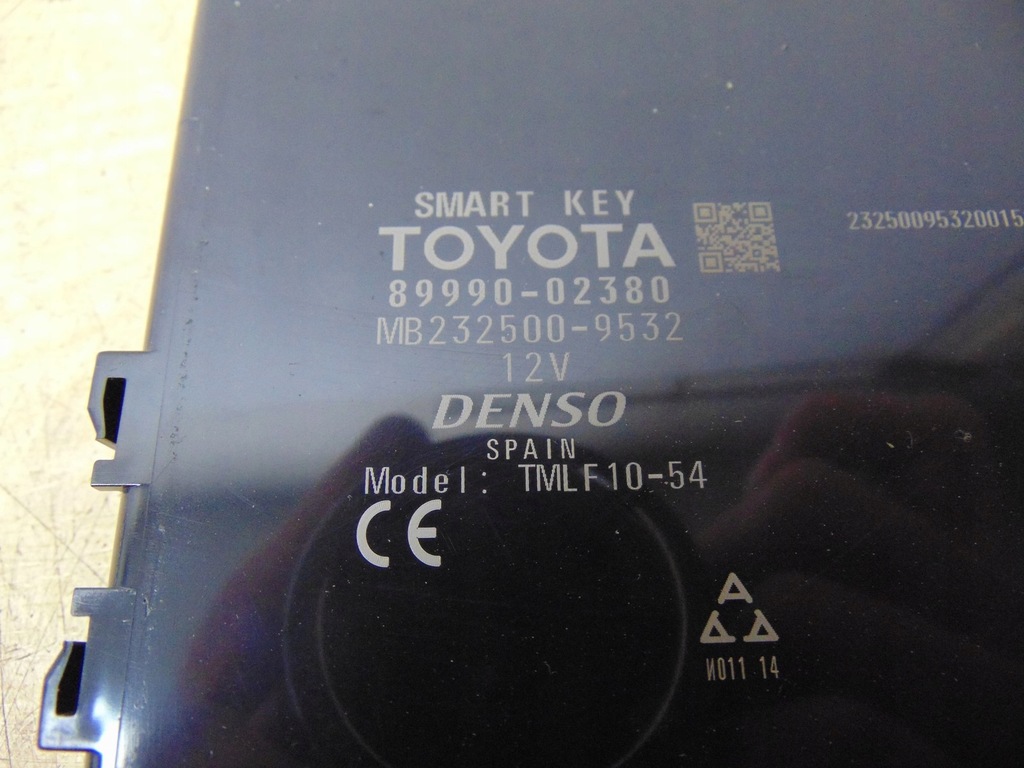 SMART KEY
TOYOTA
89990-02380
MB232500-9532
12V
DENSO
SPAIN
Model: TMLF10-54
CE
23250095320015
И011 14